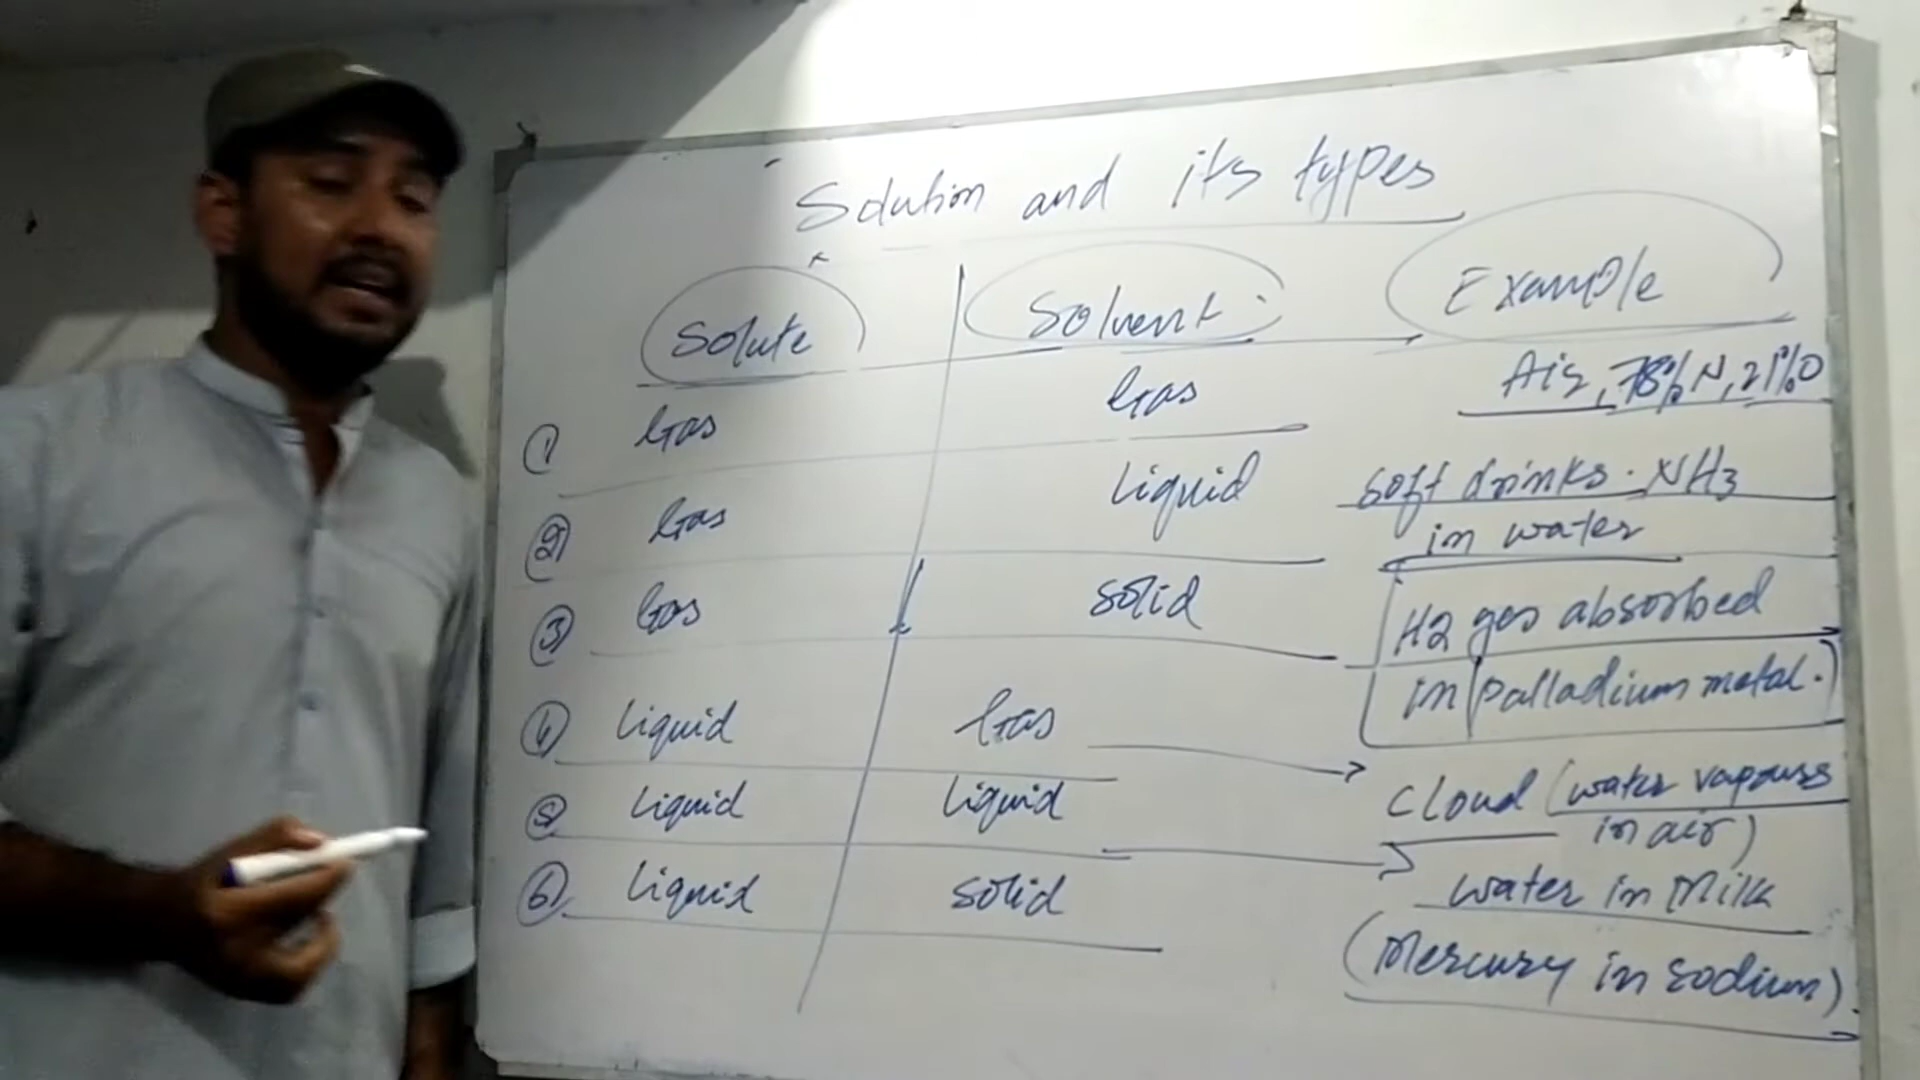 Solution and its types
Solute Solvent Example
① Gas Gas Air, 78% N, 21% O
② Gas Liquid Soft drinks. NH3
in water
③ Gas Solid H2 gas absorbed
in palladium metal.
④ Liquid Gas Cloud (water vapours
in air)
⑤ Liquid Liquid water in Milk
⑥ Liquid Solid (Mercury in sodium).